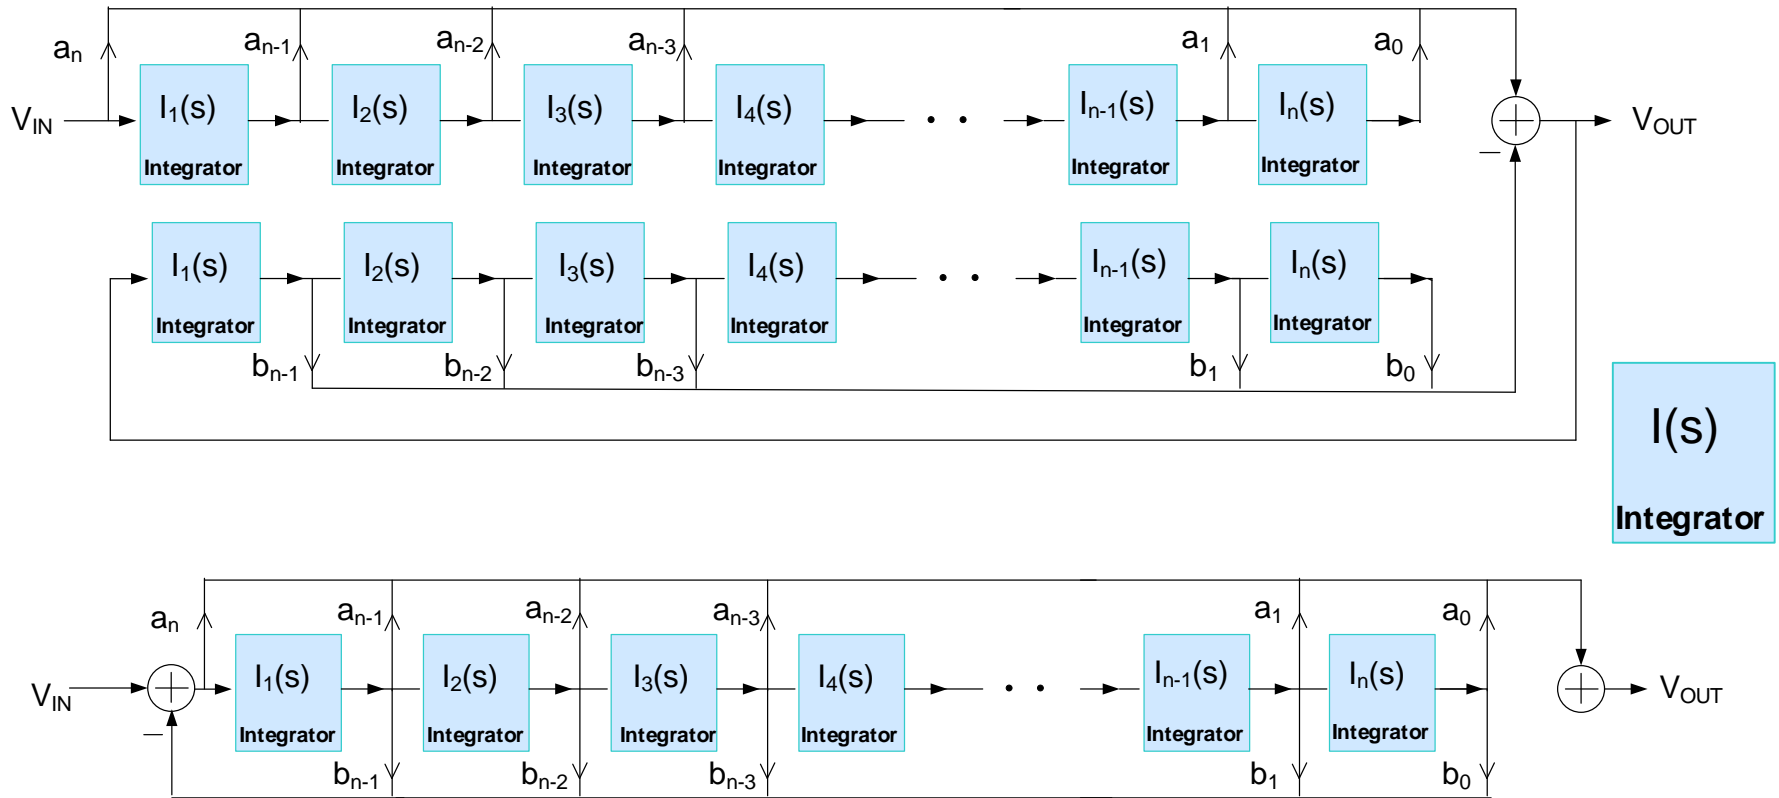 aₙ aₙ₋₁ aₙ₋₂ aₙ₋₃ a₁ a₀
I₁(s) I₂(s) I₃(s) I₄(s) • • Iₙ₋₁(s) Iₙ(s)
V_IN + V_OUT
Integrator Integrator Integrator Integrator Integrator Integrator
−
I₁(s) I₂(s) I₃(s) I₄(s) • • Iₙ₋₁(s) Iₙ(s)
Integrator Integrator Integrator Integrator Integrator Integrator
bₙ₋₁ bₙ₋₂ bₙ₋₃ b₁ b₀
I(s)
Integrator
aₙ aₙ₋₁ aₙ₋₂ aₙ₋₃ a₁ a₀
V_IN + I₁(s) I₂(s) I₃(s) I₄(s) • • Iₙ₋₁(s) Iₙ(s) + V_OUT
−
Integrator Integrator Integrator Integrator Integrator Integrator
bₙ₋₁ bₙ₋₂ bₙ₋₃ b₁ b₀